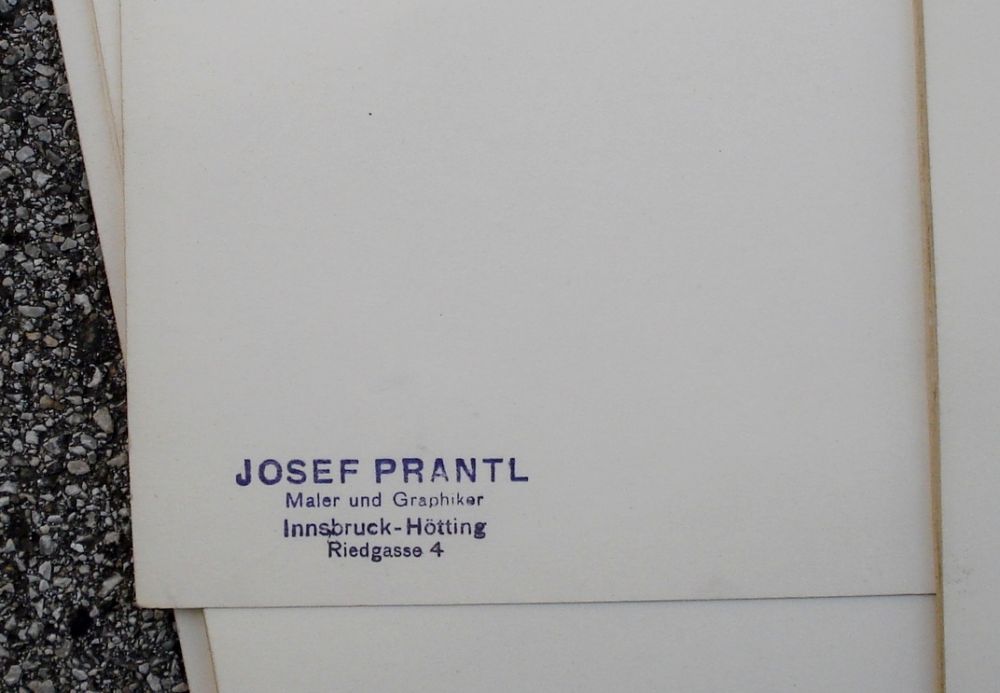 JOSEF PRANTL
Maler und Graphiker
Innsbruck-Hötting
Riedgasse 4